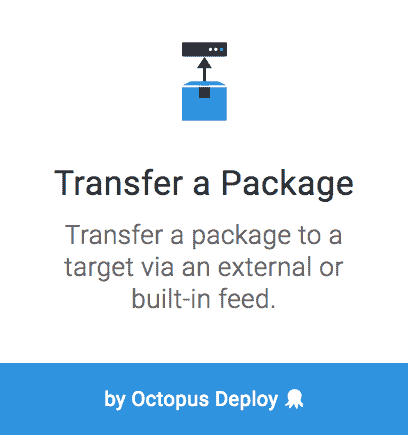 Transfer a Package
Transfer a package to a
target via an external or
built-in feed.
by Octopus Deploy